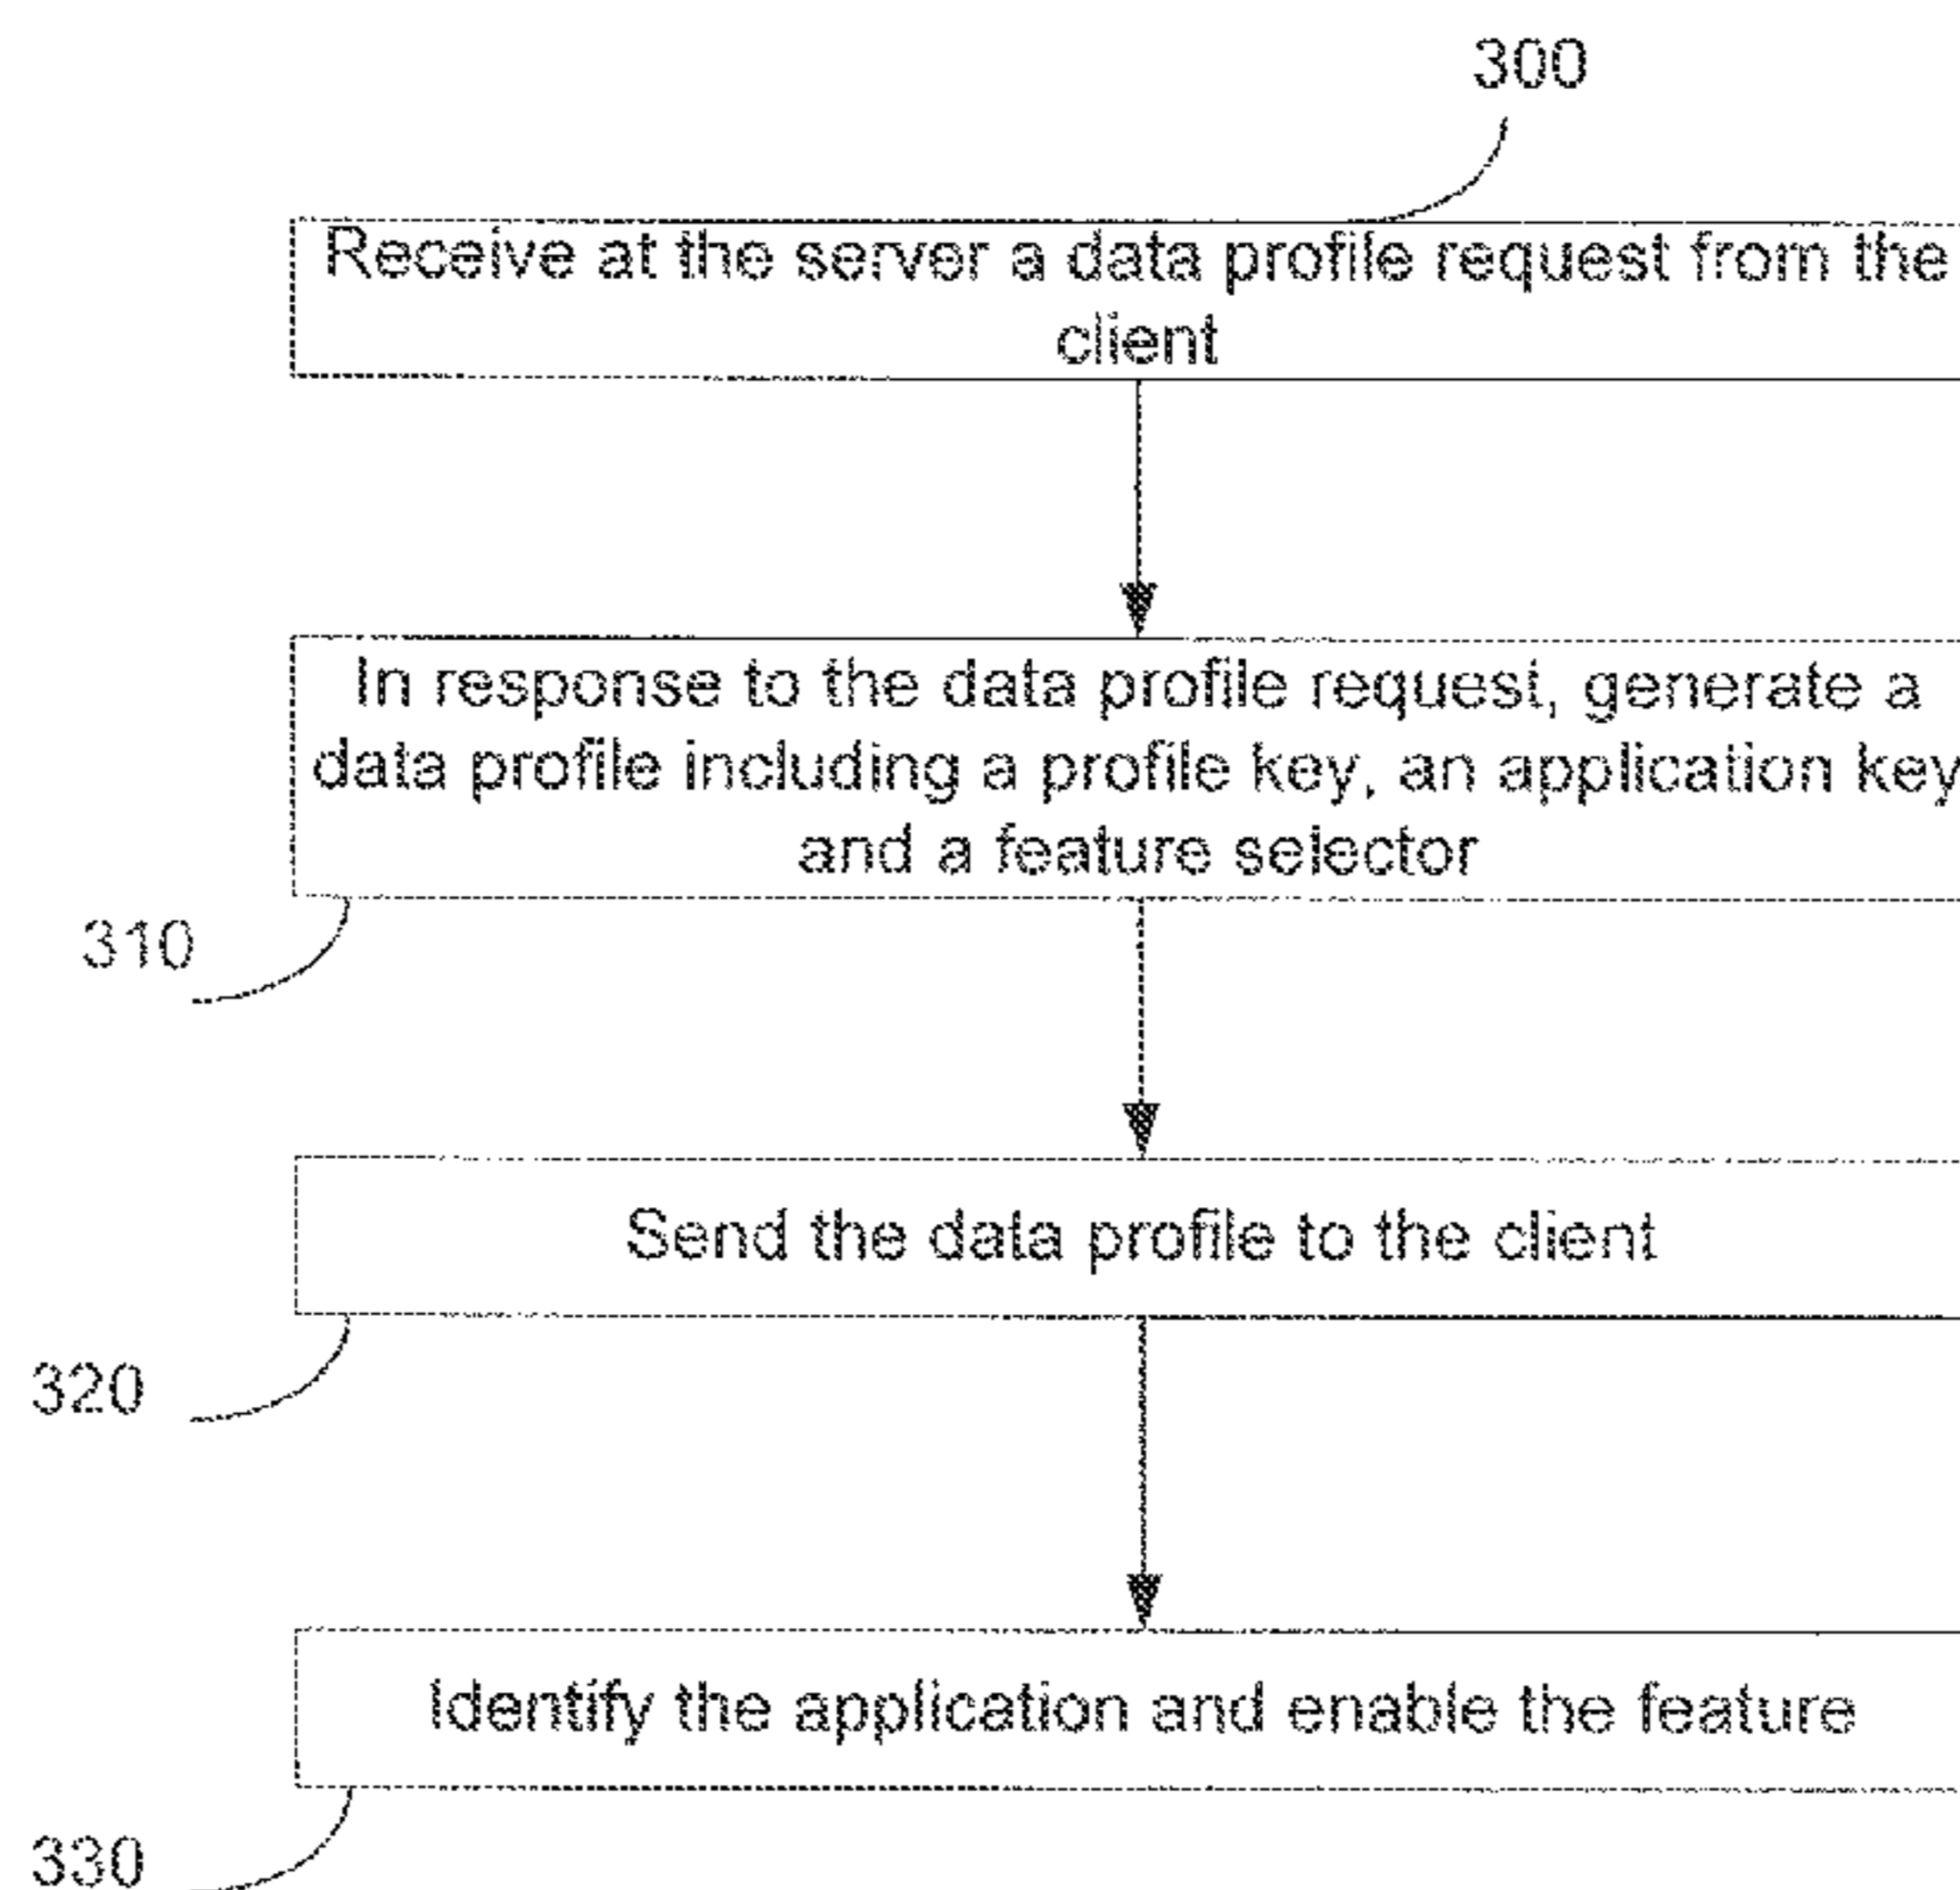 300
Receive at the server a data profile request from the
client
In response to the data profile request, generate a
data profile including a profile key, an application key
and a feature selector
310
Send the data profile to the client
320
Identify the application and enable the feature
330